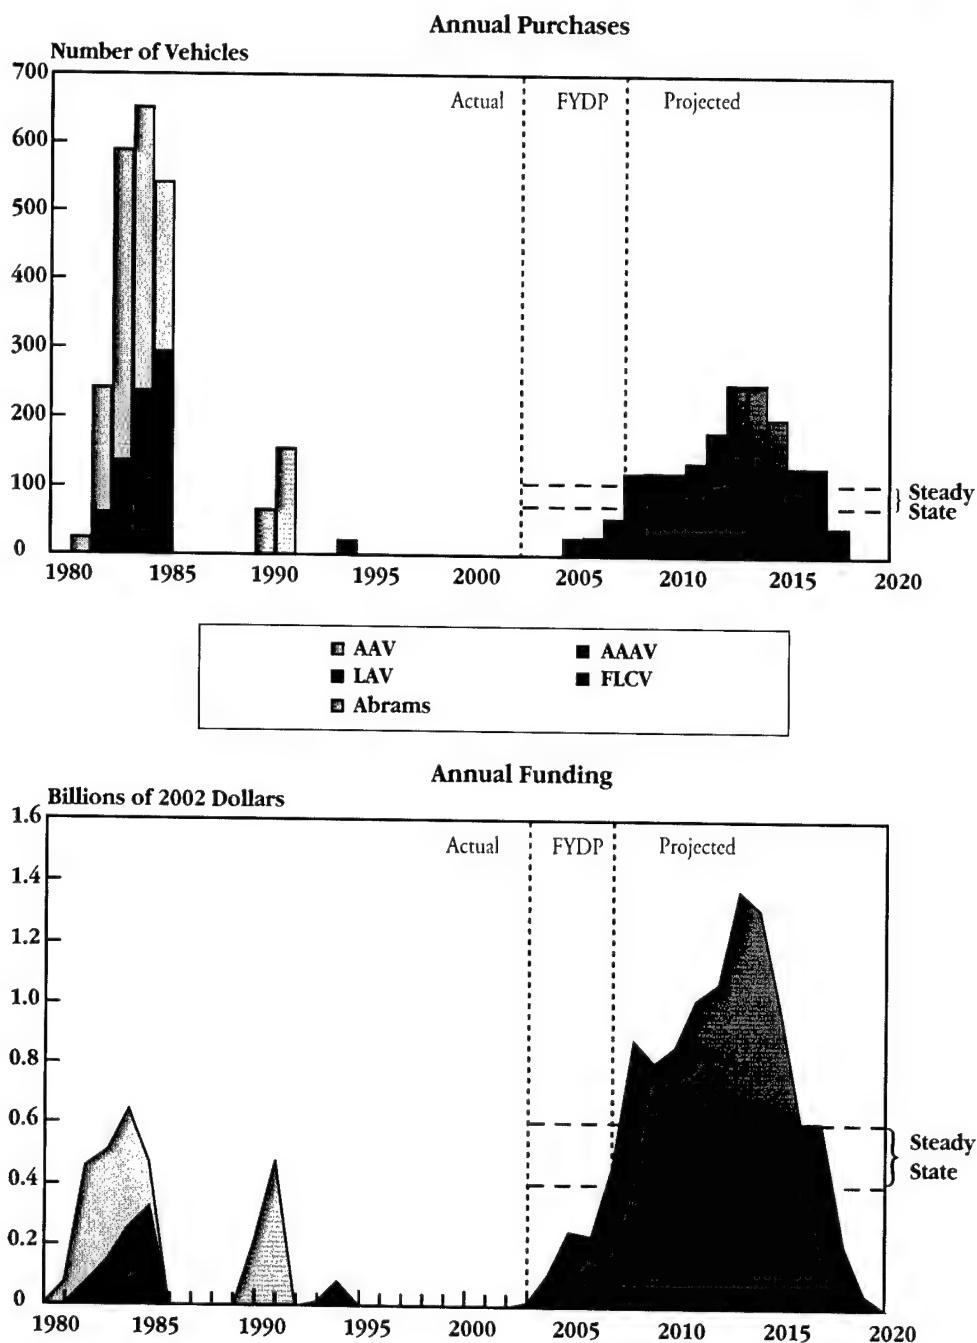 Annual Purchases
Number of Vehicles
700
600
500
400
300
200
100
0
Actual FYDP Projected
Steady
State
1980 1985 1990 1995 2000 2005 2010 2015 2020
AAV AAAV
LAV FLCV
Abrams
Annual Funding
Billions of 2002 Dollars
1.6
1.4
1.2
1.0
0.8
0.6
0.4
0.2
0
Actual FYDP Projected
Steady
State
1980 1985 1990 1995 2000 2005 2010 2015 2020